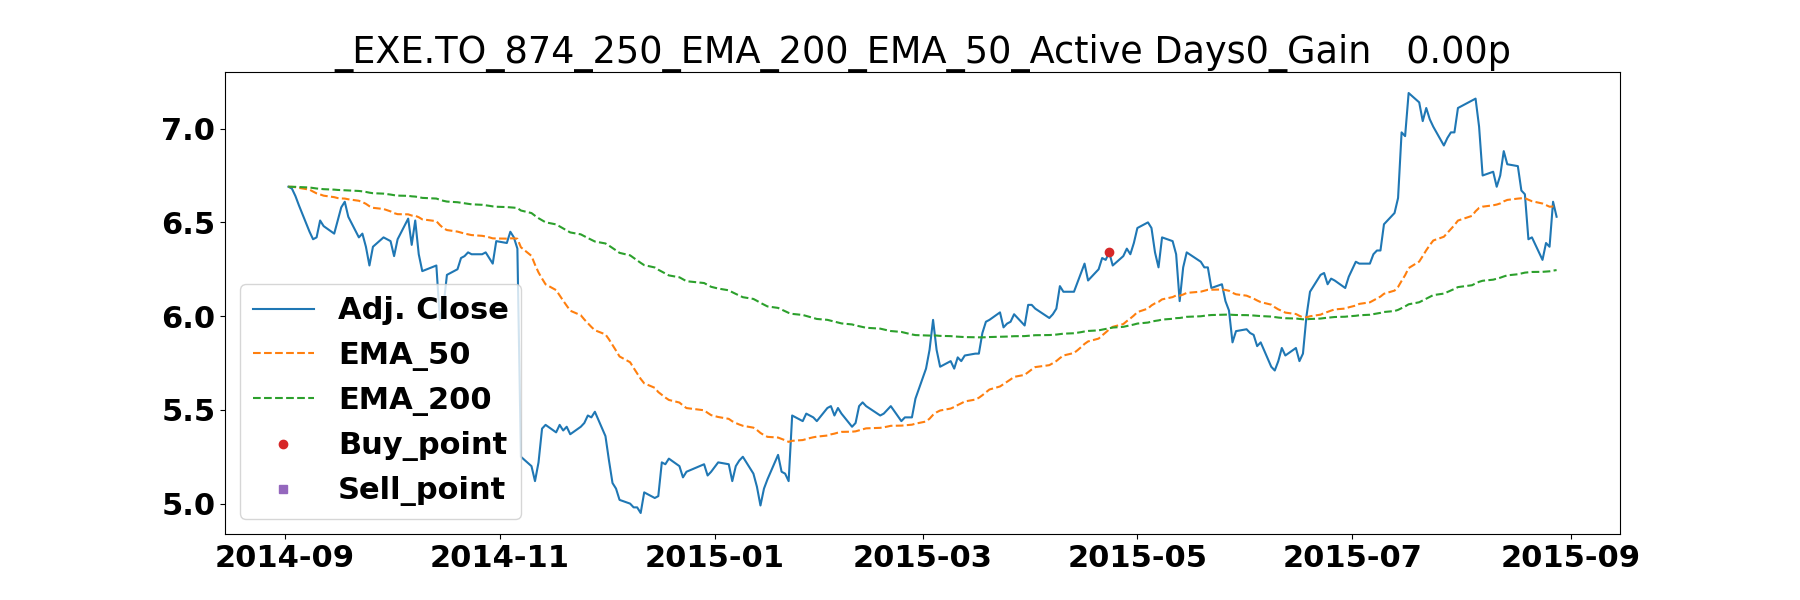 _EXE.TO_874_250_EMA_200_EMA_50_Active Days0_Gain   0.00p
7.0
6.5
6.0
5.5
5.0
Adj. Close
EMA_50
EMA_200
Buy_point
Sell_point
2014-09 2014-11 2015-01 2015-03 2015-05 2015-07 2015-09